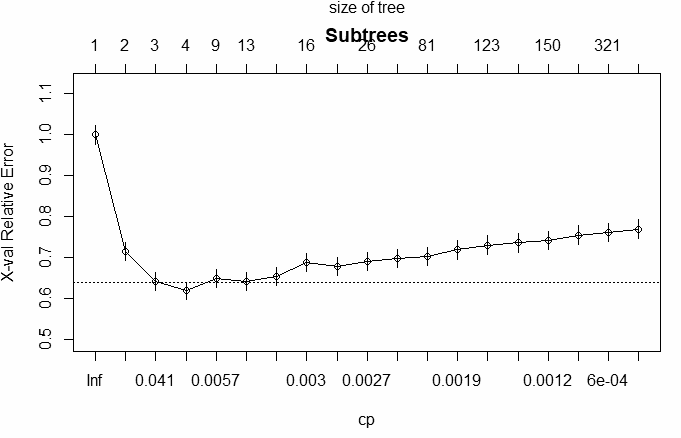 size of tree
Subtrees
1 2 3 4 9 13 16 26 81 123 150 321
X-val Relative Error
1.1
1.0
0.9
0.8
0.7
0.6
0.5
Inf 0.041 0.0057 0.003 0.0027 0.0019 0.0012 6e-04
cp